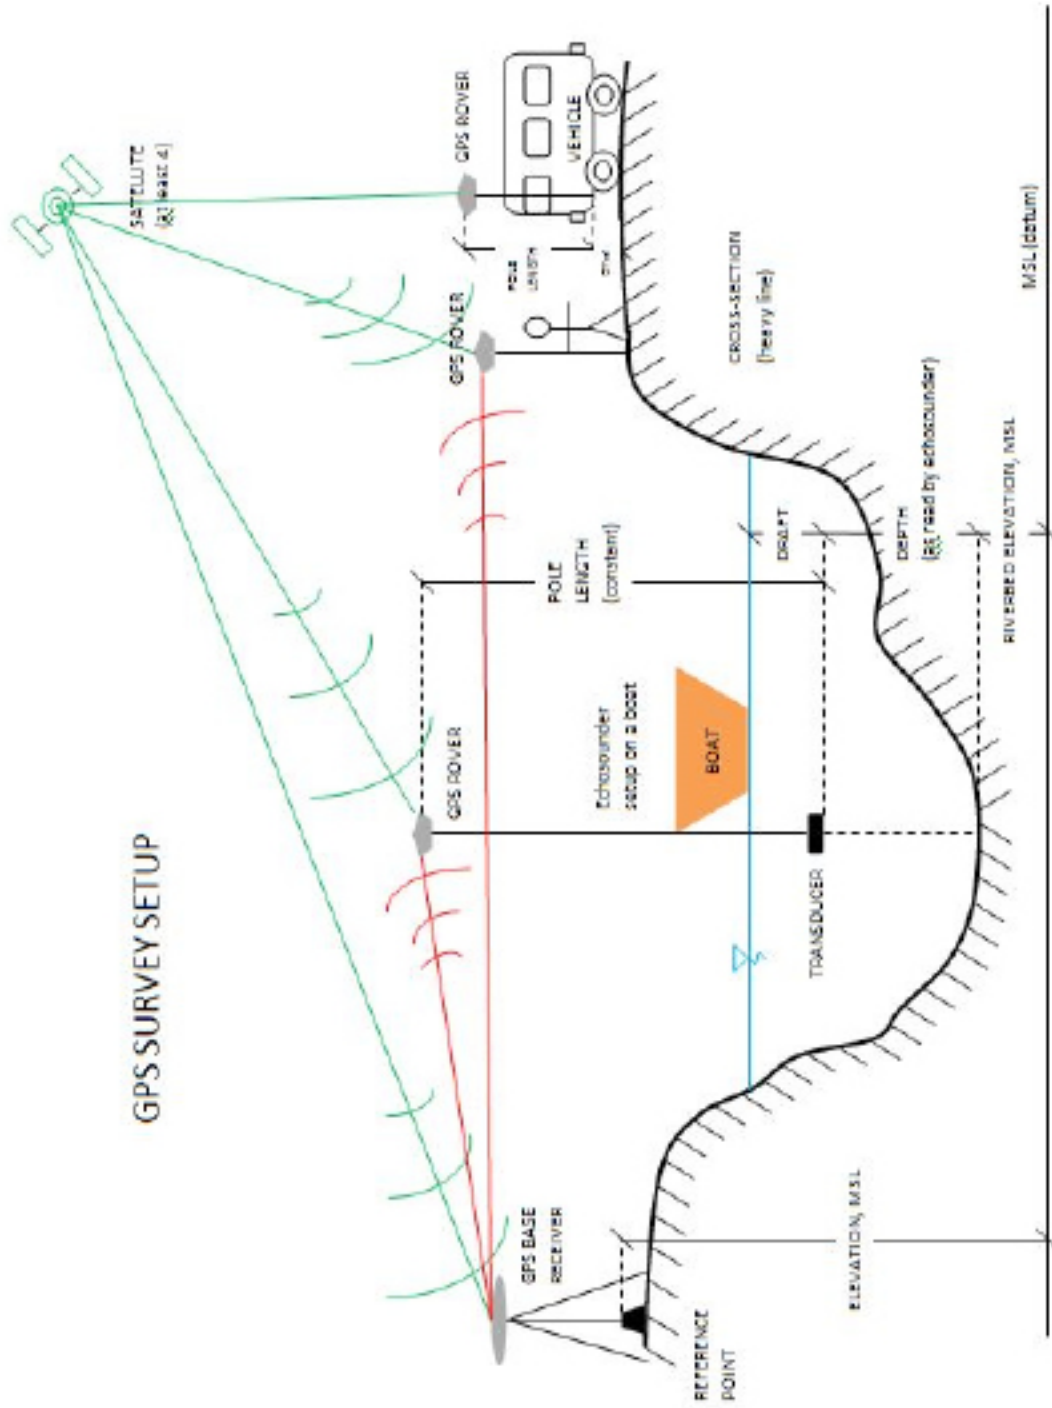 GPS SURVEY SETUP
SATELLITE
(at least 4)
GPS ROVER
GPS ROVER
GPS ROVER
VEHICLE
POLE
LENGTH
POLE
LENGTH
(constant)
GPS BASE
RECEIVER
Echosounder
setup on a boat
BOAT
CROSS-SECTION
(heavy line)
DRAFT
TRANSDUCER
REFERENCE
POINT
DEPTH
(as read by echosounder)
ELEVATION, MSL
RIVERBED ELEVATION, MSL
MSL (datum)